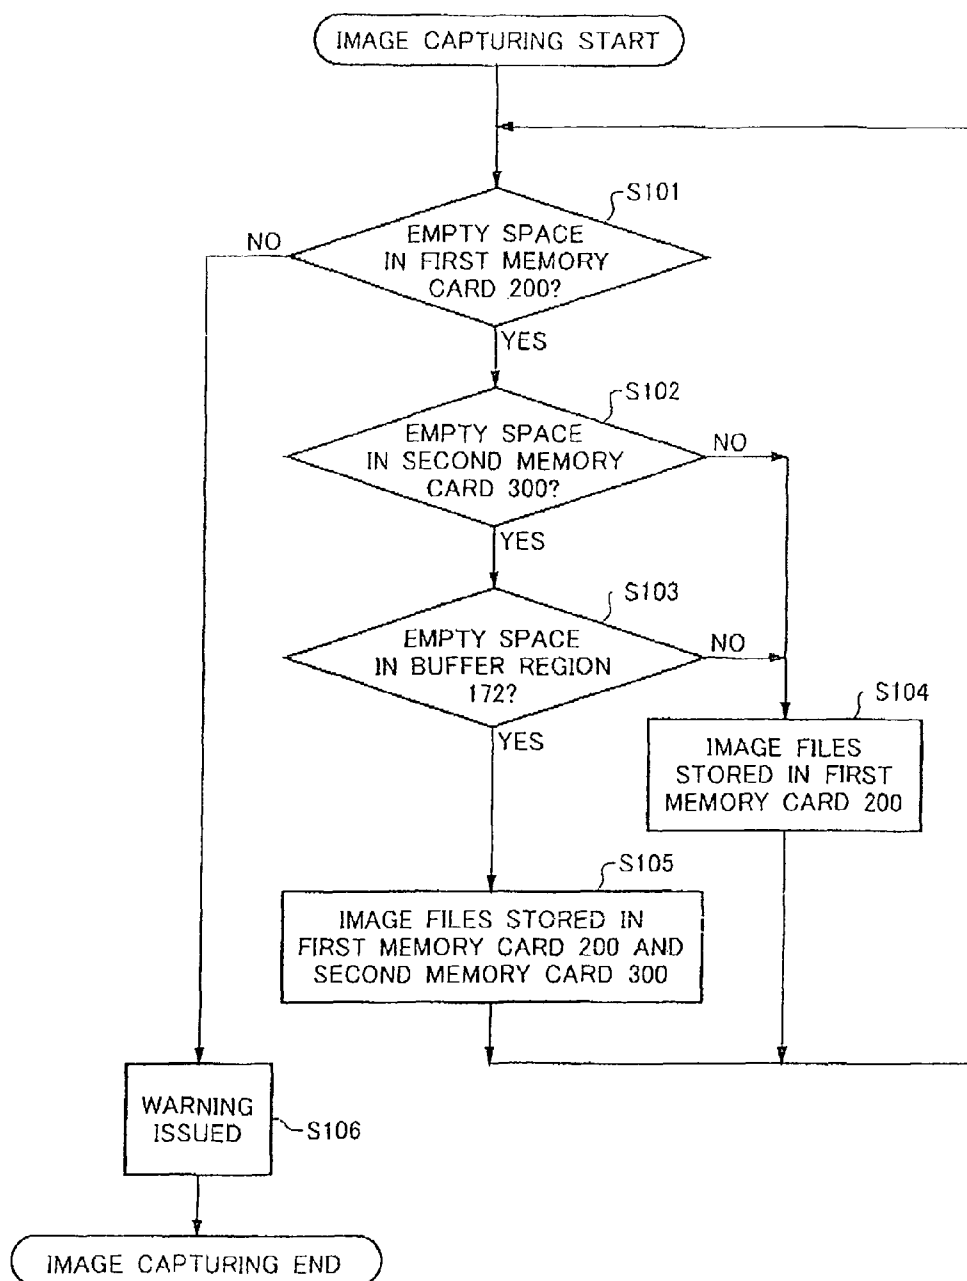 IMAGE CAPTURING START
S101
NO
EMPTY SPACE
IN FIRST MEMORY
CARD 200?
YES
S102
EMPTY SPACE
IN SECOND MEMORY
CARD 300?
NO
YES
S103
EMPTY SPACE
IN BUFFER REGION
172?
NO
YES
S104
IMAGE FILES
STORED IN FIRST
MEMORY CARD 200
S105
IMAGE FILES STORED IN
FIRST MEMORY CARD 200 AND
SECOND MEMORY CARD 300
WARNING
ISSUED
S106
IMAGE CAPTURING END